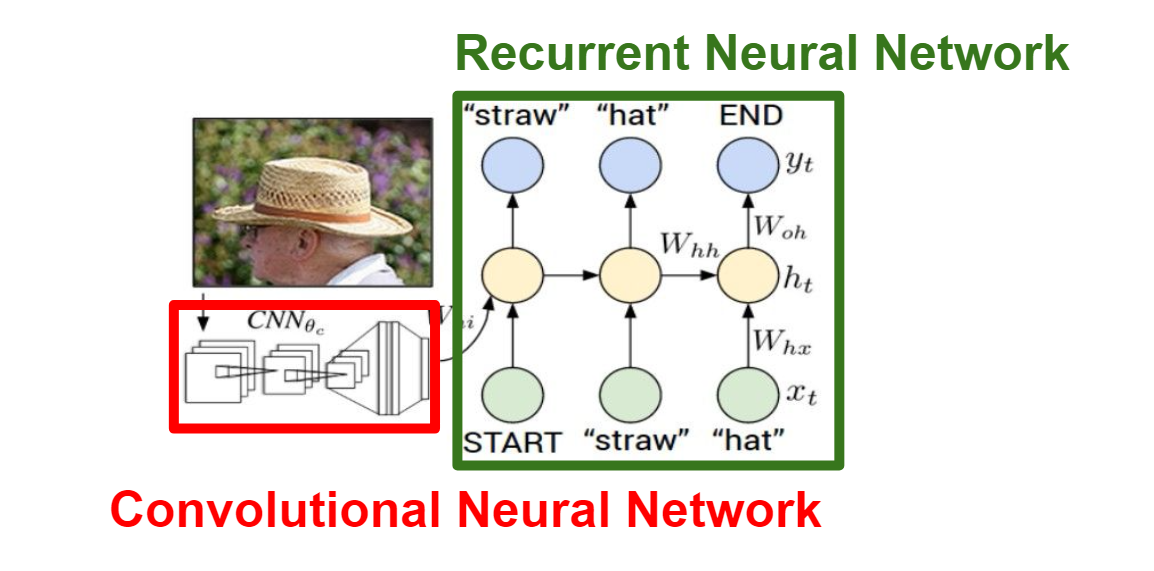 Recurrent Neural Network
“straw” “hat” END
y_t
W_oh
W_hh
h_t
CNN_θc
W_hi
W_hx
x_t
START “straw” “hat”
Convolutional Neural Network